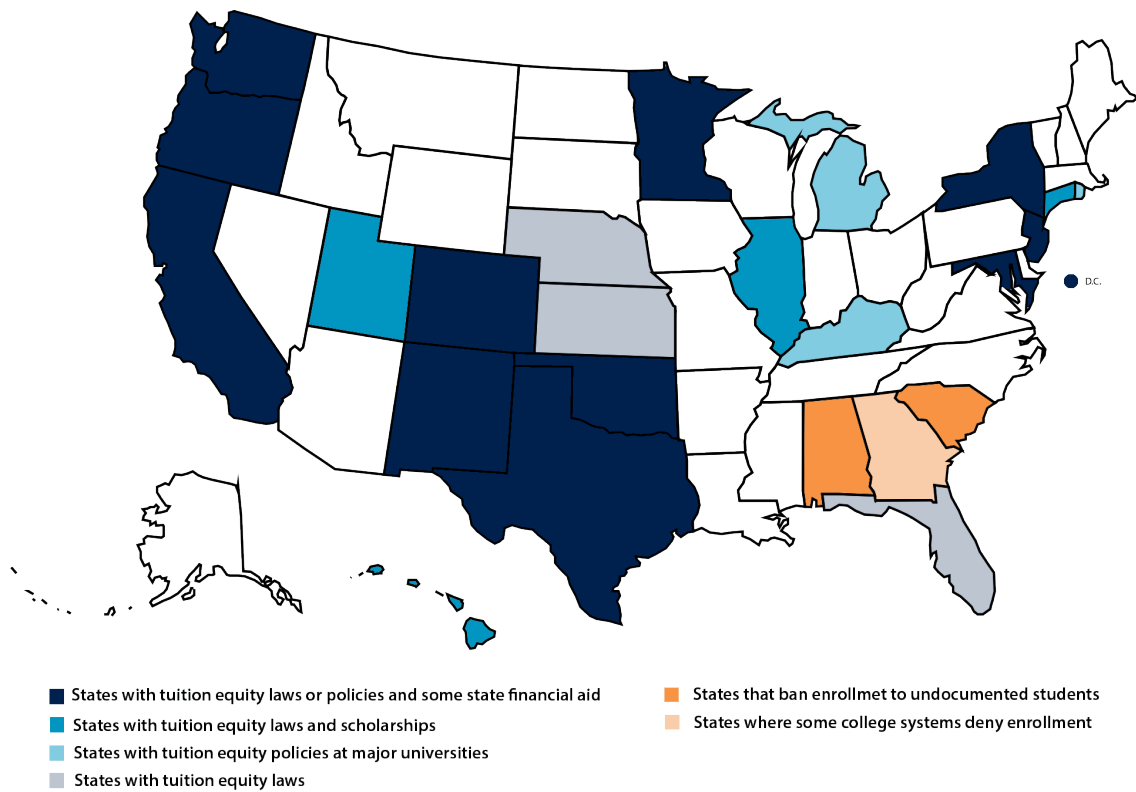 D.C.
States with tuition equity laws or policies and some state financial aid
States with tuition equity laws and scholarships
States with tuition equity policies at major universities
States with tuition equity laws
States that ban enrollmet to undocumented students
States where some college systems deny enrollment